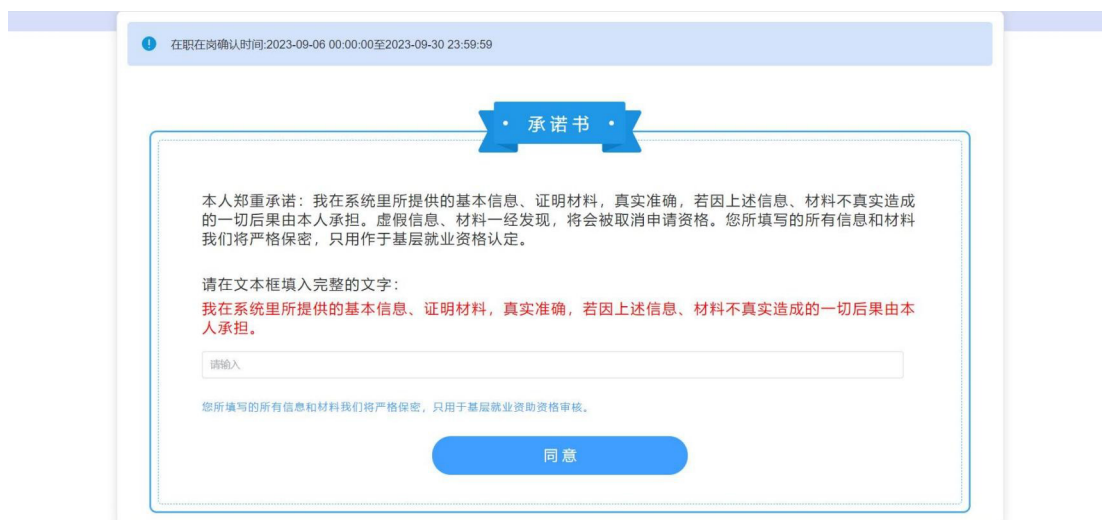 在职在岗确认时间:2023-09-06 00:00:00至2023-09-30 23:59:59
· 承诺书 ·
本人郑重承诺：我在系统里所提供的基本信息、证明材料，真实准确，若因上述信息、材料不真实造成
的一切后果由本人承担。虚假信息、材料一经发现，将会被取消申请资格。您所填写的所有信息和材料
我们将严格保密，只用作于基层就业资格认定。
请在文本框填入完整的文字：
我在系统里所提供的基本信息、证明材料，真实准确，若因上述信息、材料不真实造成的一切后果由本
人承担。
请输入
您所填写的所有信息和材料我们将严格保密，只用于基层就业资助资格审核。
同意